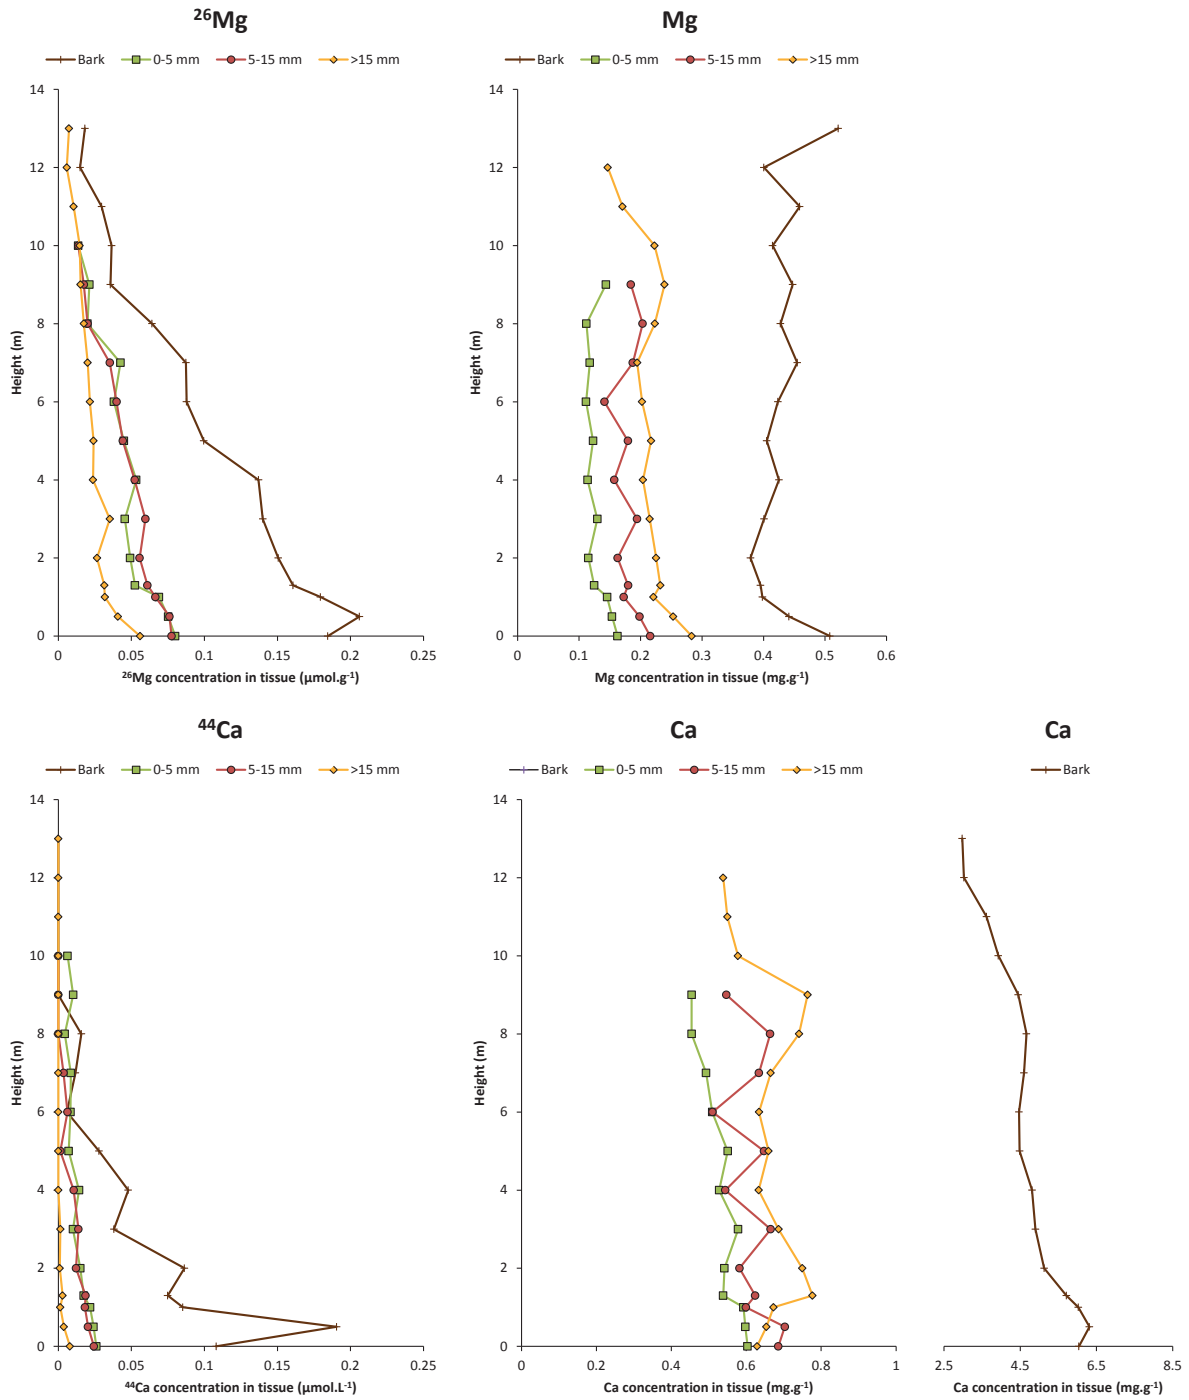 ²⁶Mg
Bark 0-5 mm 5-15 mm >15 mm
14
12
10
8
6
4
2
0
Height (m)
0 0.05 0.1 0.15 0.2 0.25
²⁶Mg concentration in tissue (µmol.g⁻¹)
Mg
Bark 0-5 mm 5-15 mm >15 mm
14
12
10
8
6
4
2
0
Height (m)
0 0.1 0.2 0.3 0.4 0.5 0.6
Mg concentration in tissue (mg.g⁻¹)
⁴⁴Ca
Bark 0-5 mm 5-15 mm >15 mm
14
12
10
8
6
4
2
0
Height (m)
0 0.05 0.1 0.15 0.2 0.25
⁴⁴Ca concentration in tissue (µmol.L⁻¹)
Ca
Bark 0-5 mm 5-15 mm >15 mm
14
12
10
8
6
4
2
0
Height (m)
0 0.2 0.4 0.6 0.8 1
Ca concentration in tissue (mg.g⁻¹)
Ca
Bark
2.5 4.5 6.5 8.5
Ca concentration in tissue (mg.g⁻¹)